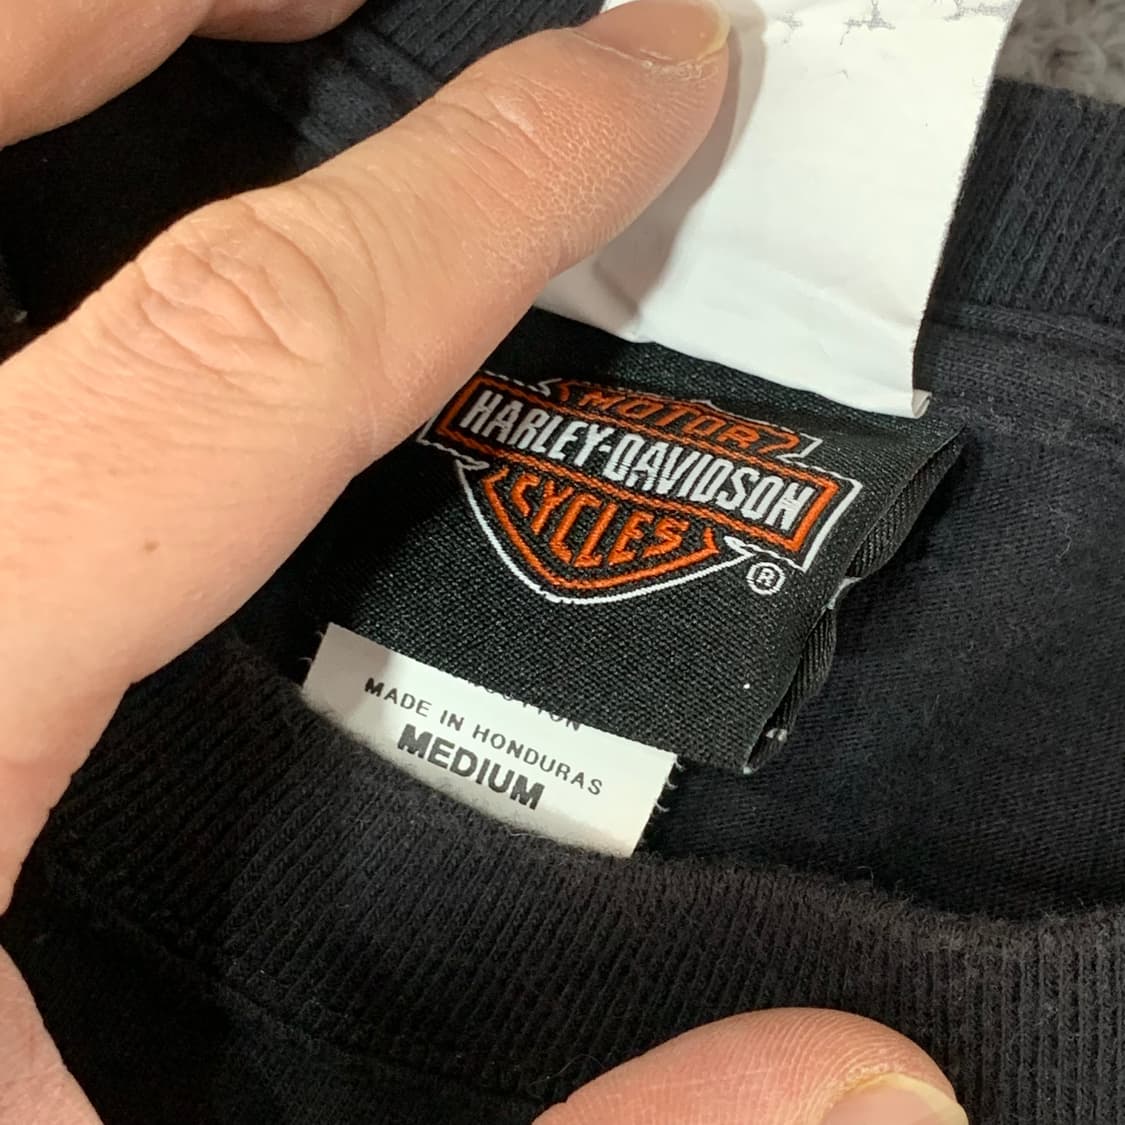 MOTOR
HARLEY-DAVIDSON
CYCLES
®
MADE IN HONDURAS
MEDIUM